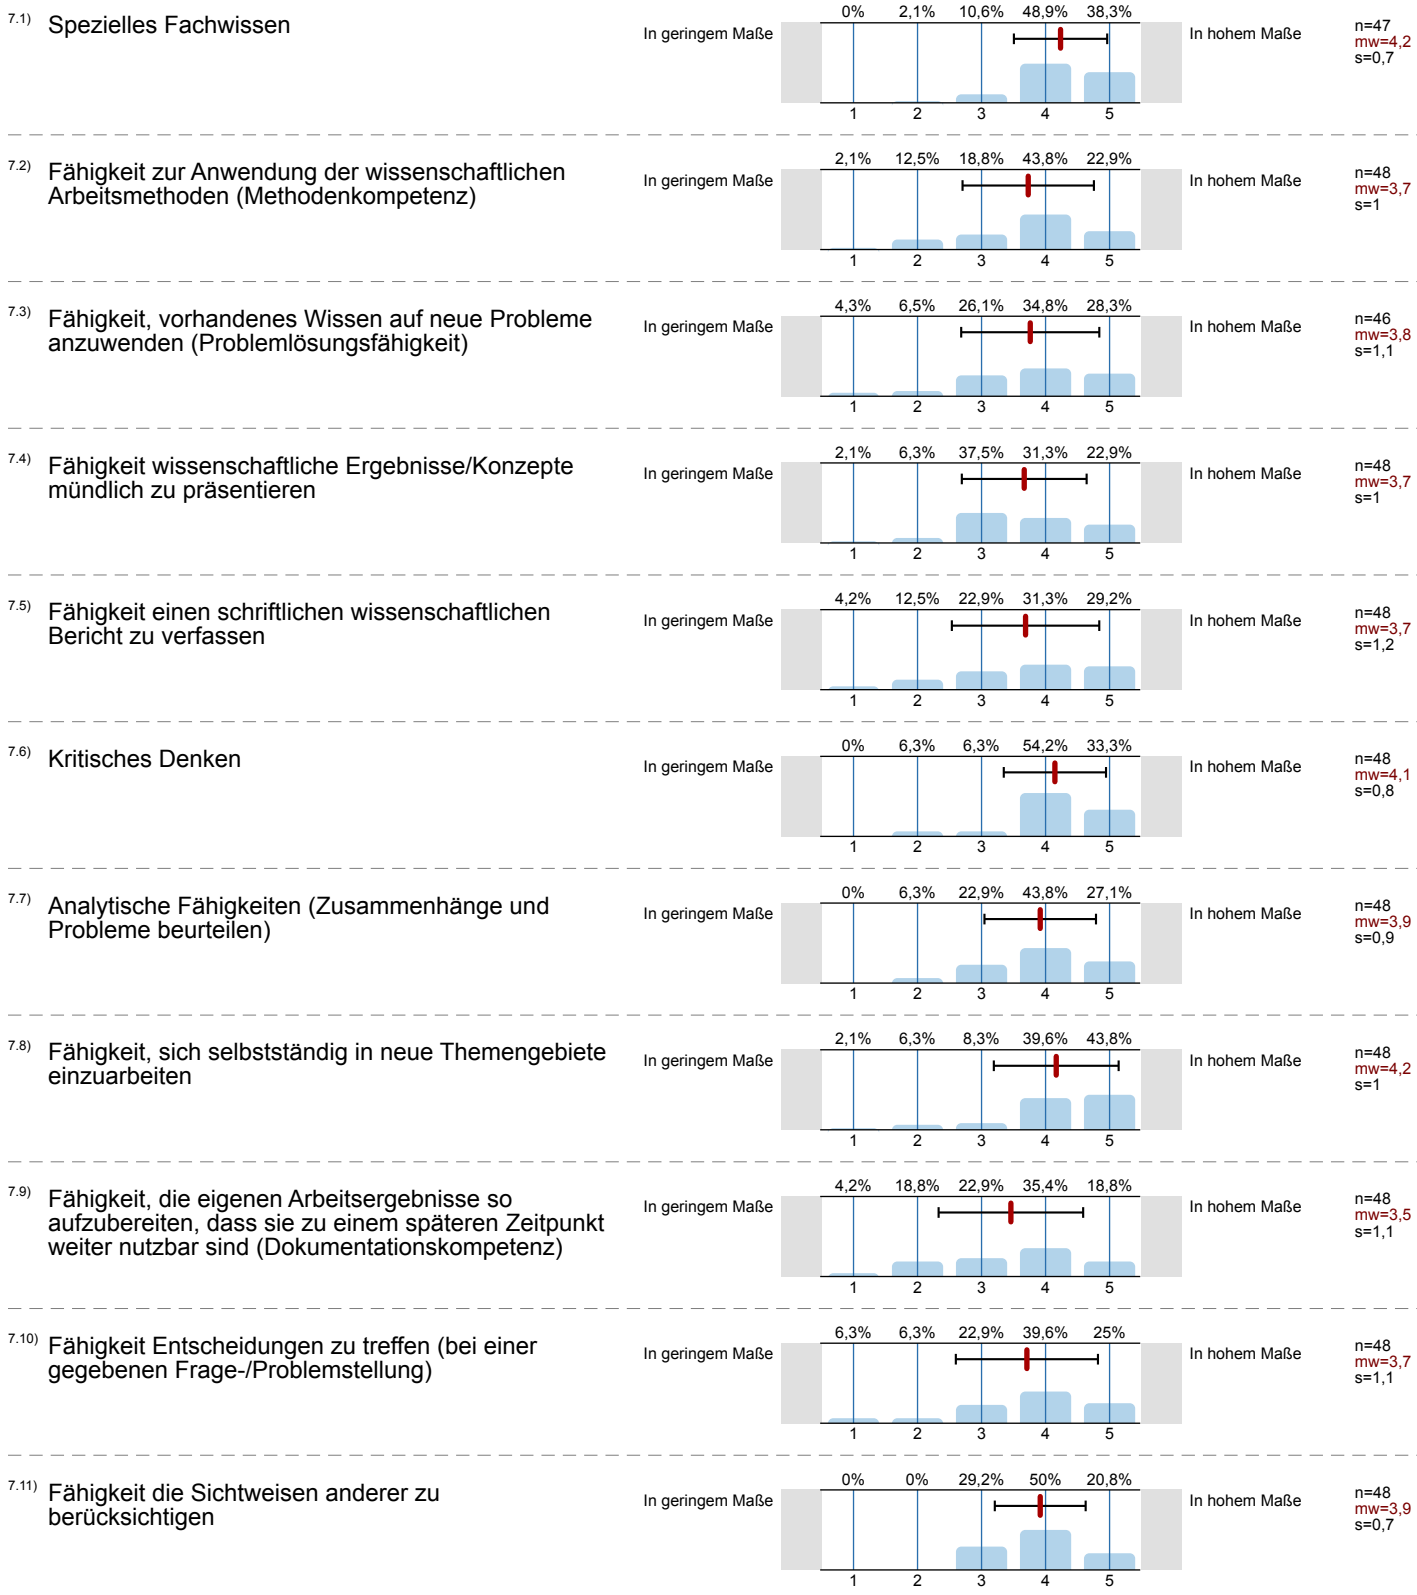 7.1) Spezielles Fachwissen
In geringem Maße
0% 2,1% 10,6% 48,9% 38,3%
1 2 3 4 5
In hohem Maße
n=47
mw=4,2
s=0,7
7.2) Fähigkeit zur Anwendung der wissenschaftlichen
Arbeitsmethoden (Methodenkompetenz)
In geringem Maße
2,1% 12,5% 18,8% 43,8% 22,9%
1 2 3 4 5
In hohem Maße
n=48
mw=3,7
s=1
7.3) Fähigkeit, vorhandenes Wissen auf neue Probleme
anzuwenden (Problemlösungsfähigkeit)
In geringem Maße
4,3% 6,5% 26,1% 34,8% 28,3%
1 2 3 4 5
In hohem Maße
n=46
mw=3,8
s=1,1
7.4) Fähigkeit wissenschaftliche Ergebnisse/Konzepte
mündlich zu präsentieren
In geringem Maße
2,1% 6,3% 37,5% 31,3% 22,9%
1 2 3 4 5
In hohem Maße
n=48
mw=3,7
s=1
7.5) Fähigkeit einen schriftlichen wissenschaftlichen
Bericht zu verfassen
In geringem Maße
4,2% 12,5% 22,9% 31,3% 29,2%
1 2 3 4 5
In hohem Maße
n=48
mw=3,7
s=1,2
7.6) Kritisches Denken
In geringem Maße
0% 6,3% 6,3% 54,2% 33,3%
1 2 3 4 5
In hohem Maße
n=48
mw=4,1
s=0,8
7.7) Analytische Fähigkeiten (Zusammenhänge und
Probleme beurteilen)
In geringem Maße
0% 6,3% 22,9% 43,8% 27,1%
1 2 3 4 5
In hohem Maße
n=48
mw=3,9
s=0,9
7.8) Fähigkeit, sich selbstständig in neue Themengebiete
einzuarbeiten
In geringem Maße
2,1% 6,3% 8,3% 39,6% 43,8%
1 2 3 4 5
In hohem Maße
n=48
mw=4,2
s=1
7.9) Fähigkeit, die eigenen Arbeitsergebnisse so
aufzubereiten, dass sie zu einem späteren Zeitpunkt
weiter nutzbar sind (Dokumentationskompetenz)
In geringem Maße
4,2% 18,8% 22,9% 35,4% 18,8%
1 2 3 4 5
In hohem Maße
n=48
mw=3,5
s=1,1
7.10) Fähigkeit Entscheidungen zu treffen (bei einer
gegebenen Frage-/Problemstellung)
In geringem Maße
6,3% 6,3% 22,9% 39,6% 25%
1 2 3 4 5
In hohem Maße
n=48
mw=3,7
s=1,1
7.11) Fähigkeit die Sichtweisen anderer zu
berücksichtigen
In geringem Maße
0% 0% 29,2% 50% 20,8%
1 2 3 4 5
In hohem Maße
n=48
mw=3,9
s=0,7